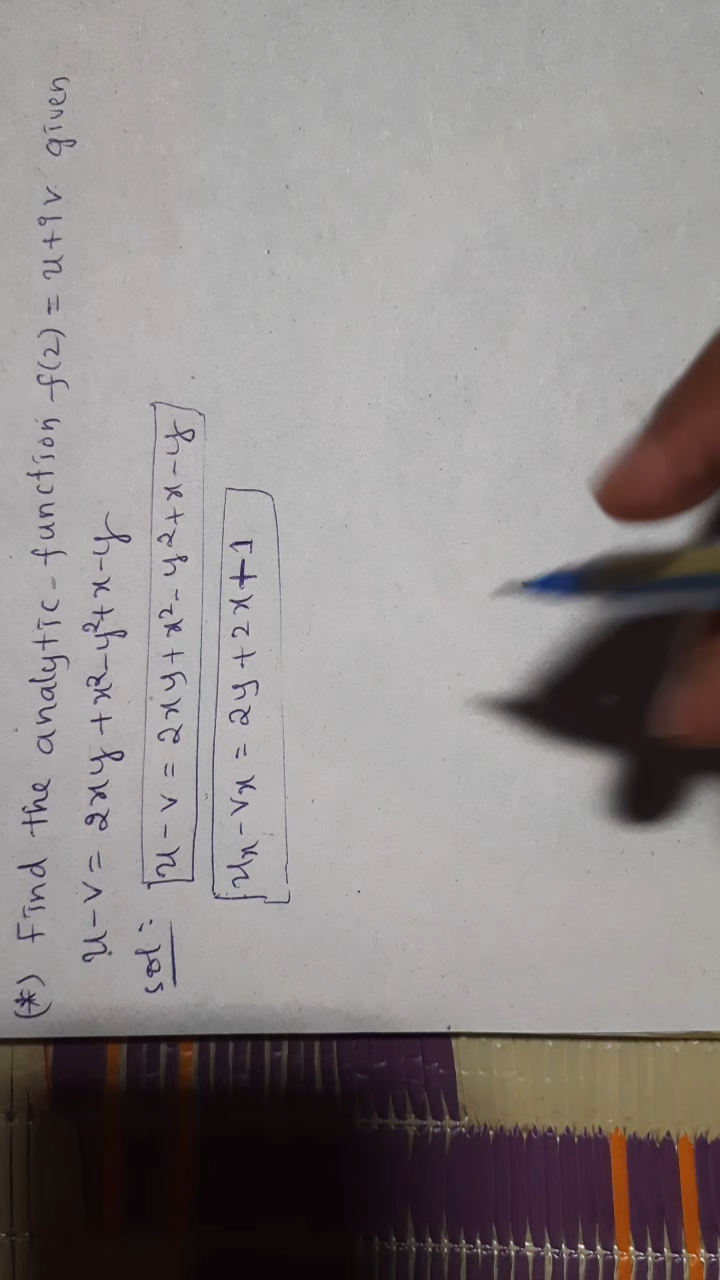 (*) Find the analytic-function f(z) = u+iv given
u-v = 2xy + x²-y²+x-y
sol: u - v = 2xy + x² - y² + x - y
ux - vx = 2y + 2x + 1